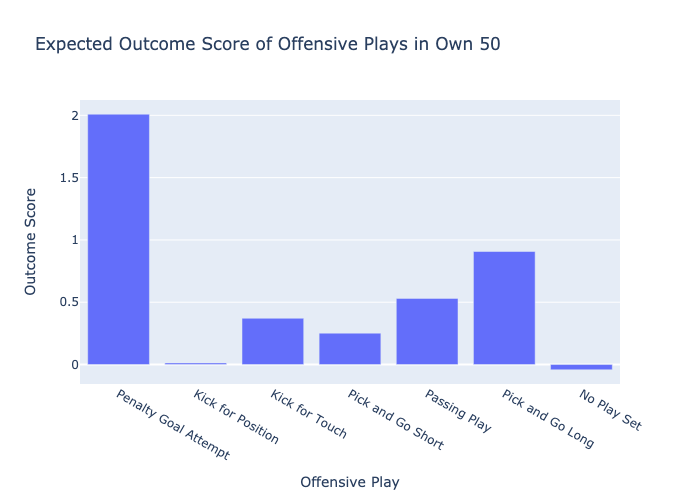 Expected Outcome Score of Offensive Plays in Own 50
2
1.5
1
0.5
0
Outcome Score
Penalty Goal Attempt
Kick for Position
Kick for Touch
Pick and Go Short
Passing Play
Pick and Go Long
No Play Set
Offensive Play